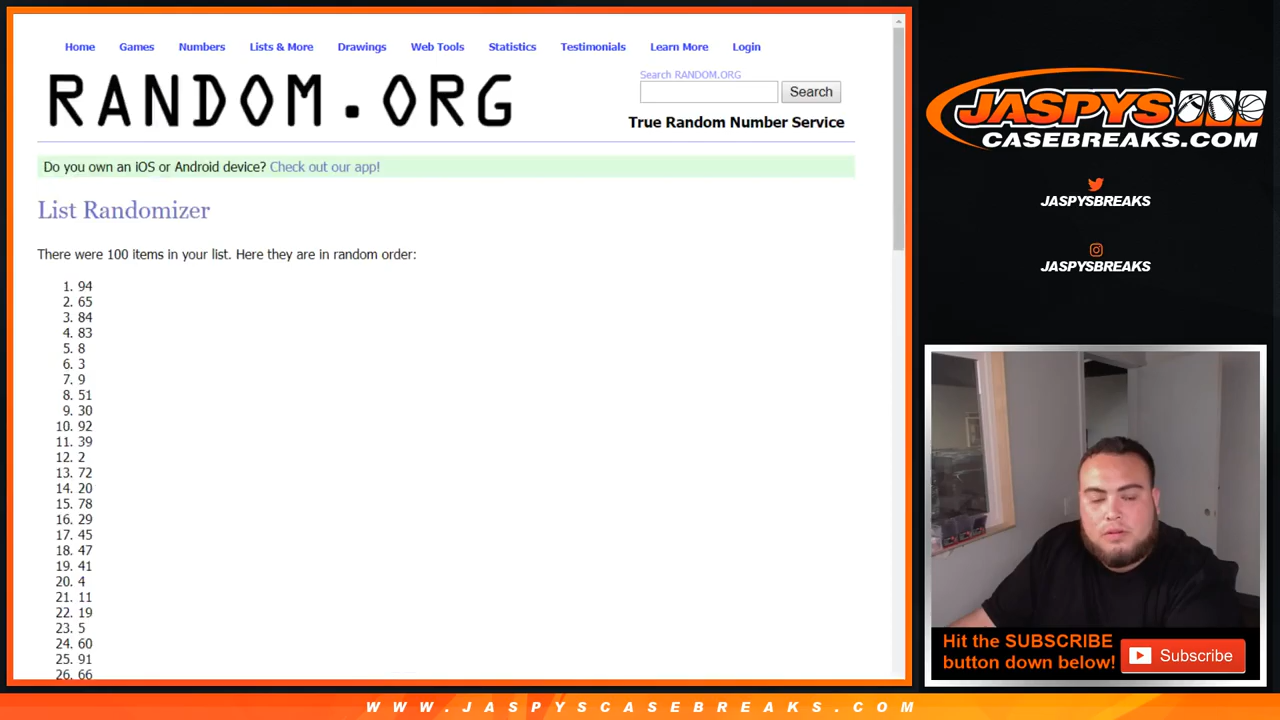 Home Games Numbers Lists & More Drawings Web Tools Statistics Testimonials Learn More Login
RANDOM.ORG
Search RANDOM.ORG
Search
True Random Number Service
Do you own an iOS or Android device? Check out our app!
List Randomizer
There were 100 items in your list. Here they are in random order:
1. 94
2. 65
3. 84
4. 83
5. 8
6. 3
7. 9
8. 51
9. 30
10. 92
11. 39
12. 2
13. 72
14. 20
15. 78
16. 29
17. 45
18. 47
19. 41
20. 4
21. 11
22. 19
23. 5
24. 60
25. 91
26. 66
JASPYS
CASEBREAKS.COM
JASPYSBREAKS
JASPYSBREAKS
Hit the SUBSCRIBE
button down below!
Subscribe
WWW.JASPYSCASEBREAKS.COM